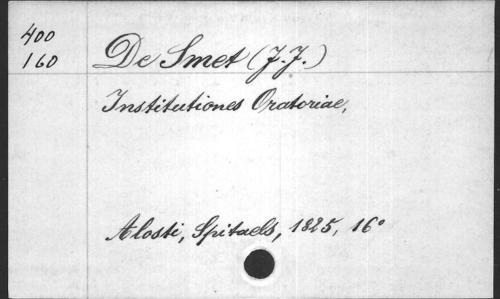 400
160
De Smet (J.J.)
Institutiones Oratoriae,
Alosti, Spitaels, 1825, 16°